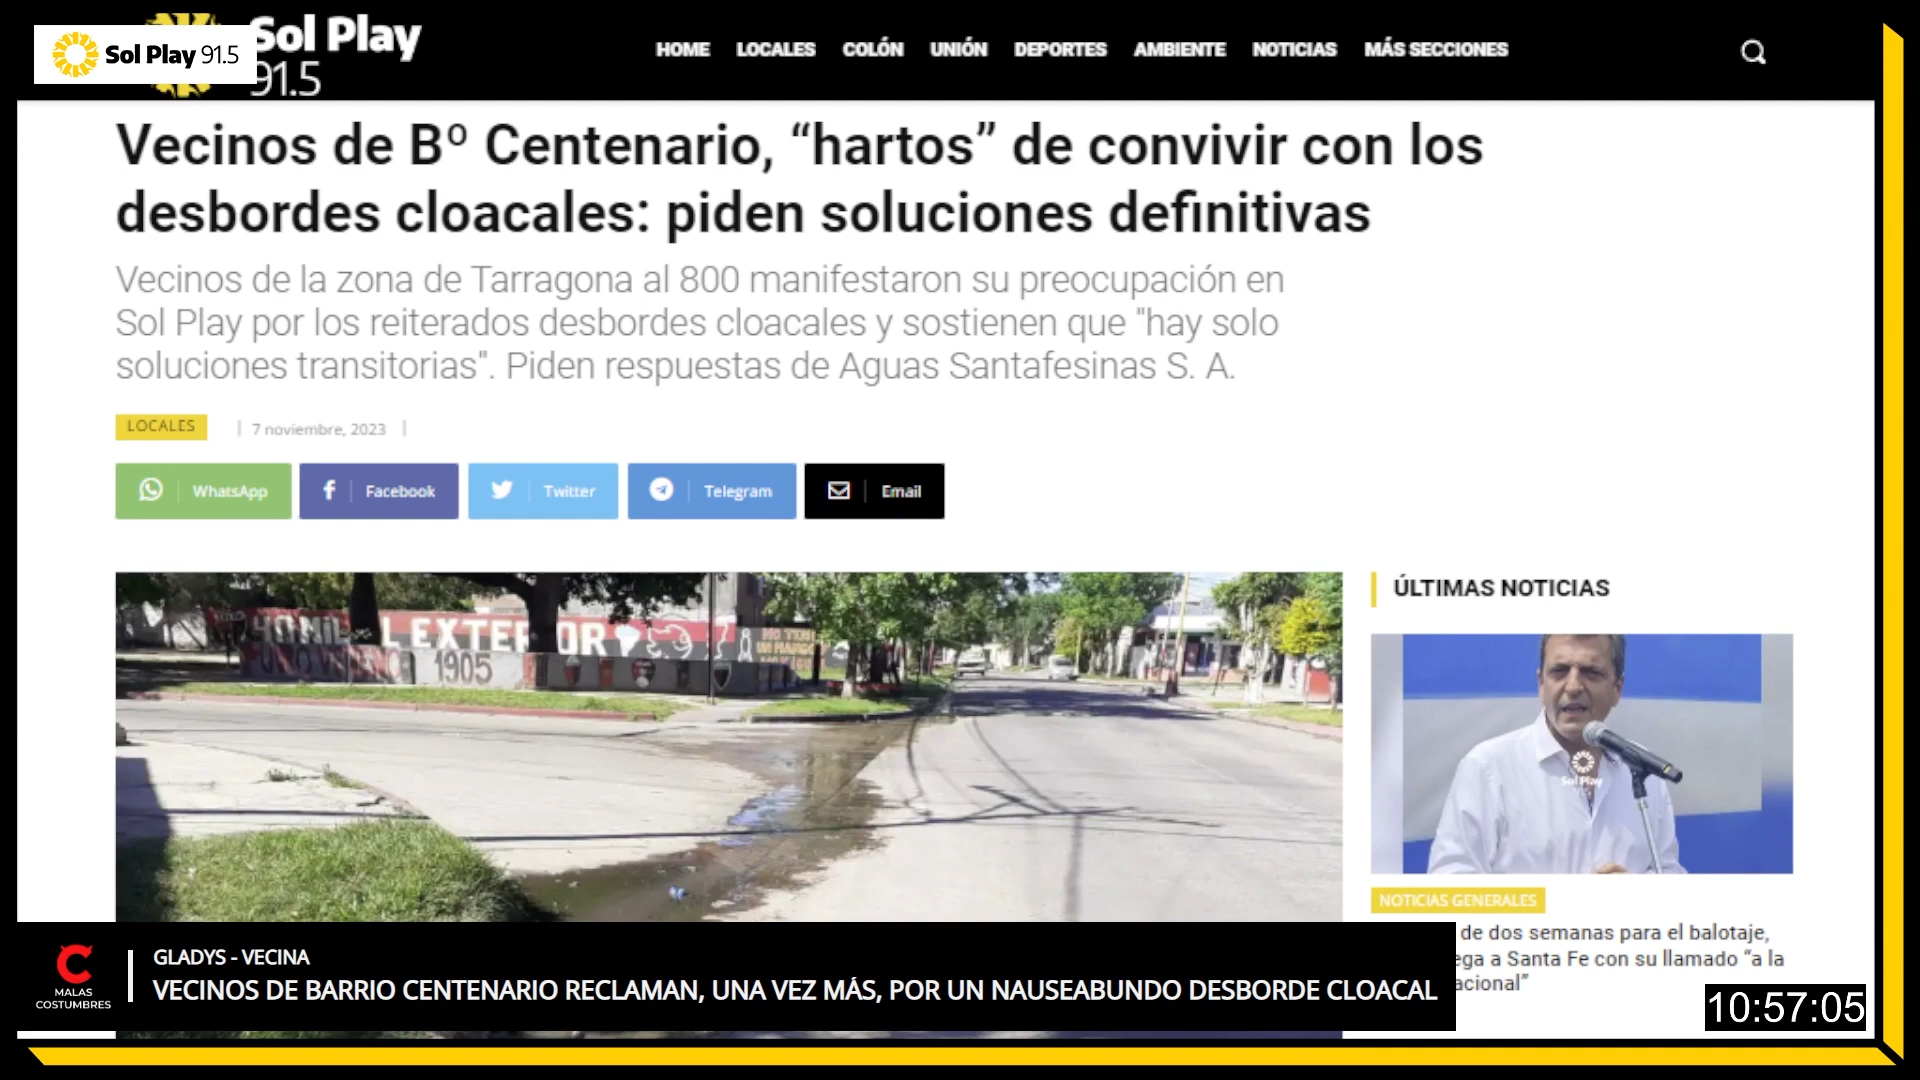 Sol Play 91.5
Sol Play
91.5
HOME LOCALES COLÓN UNIÓN DEPORTES AMBIENTE NOTICIAS MÁS SECCIONES
Vecinos de Bº Centenario, “hartos” de convivir con los
desbordes cloacales: piden soluciones definitivas
Vecinos de la zona de Tarragona al 800 manifestaron su preocupación en
Sol Play por los reiterados desbordes cloacales y sostienen que "hay solo
soluciones transitorias". Piden respuestas de Aguas Santafesinas S. A.
LOCALES | 7 noviembre, 2023 |
WhatsApp Facebook Twitter Telegram Email
ÚLTIMAS NOTICIAS
EXTERIOR
1905
Sol Play
NOTICIAS GENERALES
de dos semanas para el balotaje,
ega a Santa Fe con su llamado “a la
acional”
GLADYS - VECINA
VECINOS DE BARRIO CENTENARIO RECLAMAN, UNA VEZ MÁS, POR UN NAUSEABUNDO DESBORDE CLOACAL
MALAS
COSTUMBRES
10:57:05